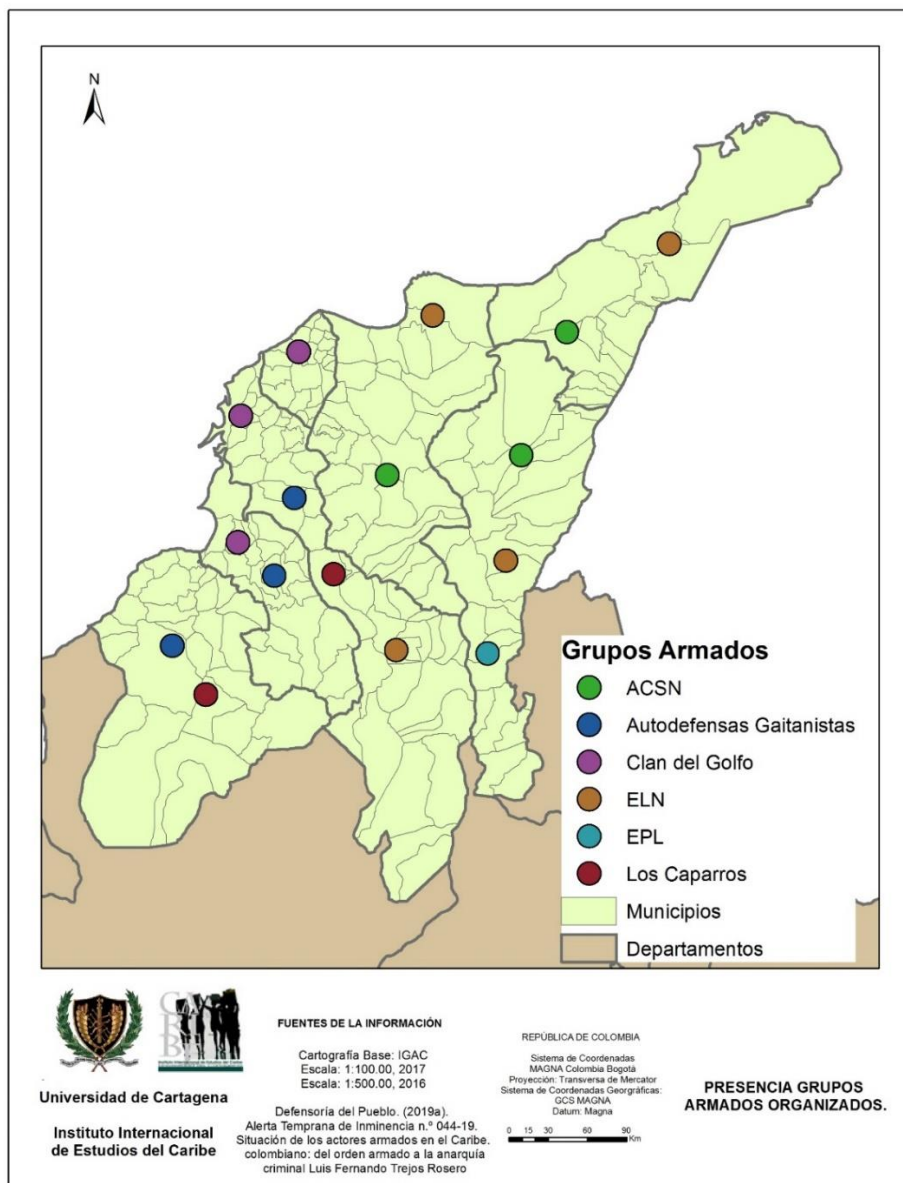 N
Grupos Armados
ACSN
Autodefensas Gaitanistas
Clan del Golfo
ELN
EPL
Los Caparros
Municipios
Departamentos
Universidad de Cartagena
Instituto Internacional
de Estudios del Caribe
FUENTES DE LA INFORMACIÓN
Cartografía Base: IGAC
Escala: 1:100.00, 2017
Escala: 1:500.00, 2016
Defensoría del Pueblo. (2019a).
Alerta Temprana de Inminencia n.º 044-19.
Situación de los actores armados en el Caribe.
colombiano: del orden armado a la anarquía
criminal Luis Fernando Trejos Rosero
REPÚBLICA DE COLOMBIA
Sistema de Coordenadas
MAGNA Colombia Bogotá
Proyección: Transversa de Mercator
Sistema de Coordenadas Geográficas:
GCS MAGNA
Datum: Magna
0 15 30 60 90
Km
PRESENCIA GRUPOS
ARMADOS ORGANIZADOS.